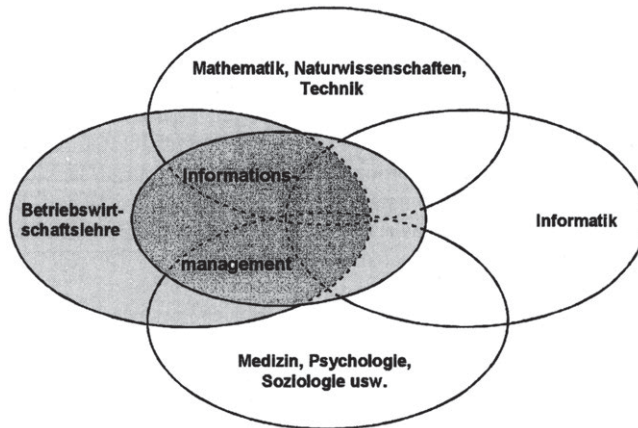 Mathematik, Naturwissenschaften,
Technik
Informations-
Betriebswirt-
schaftslehre
Informatik
management
Medizin, Psychologie,
Soziologie usw.